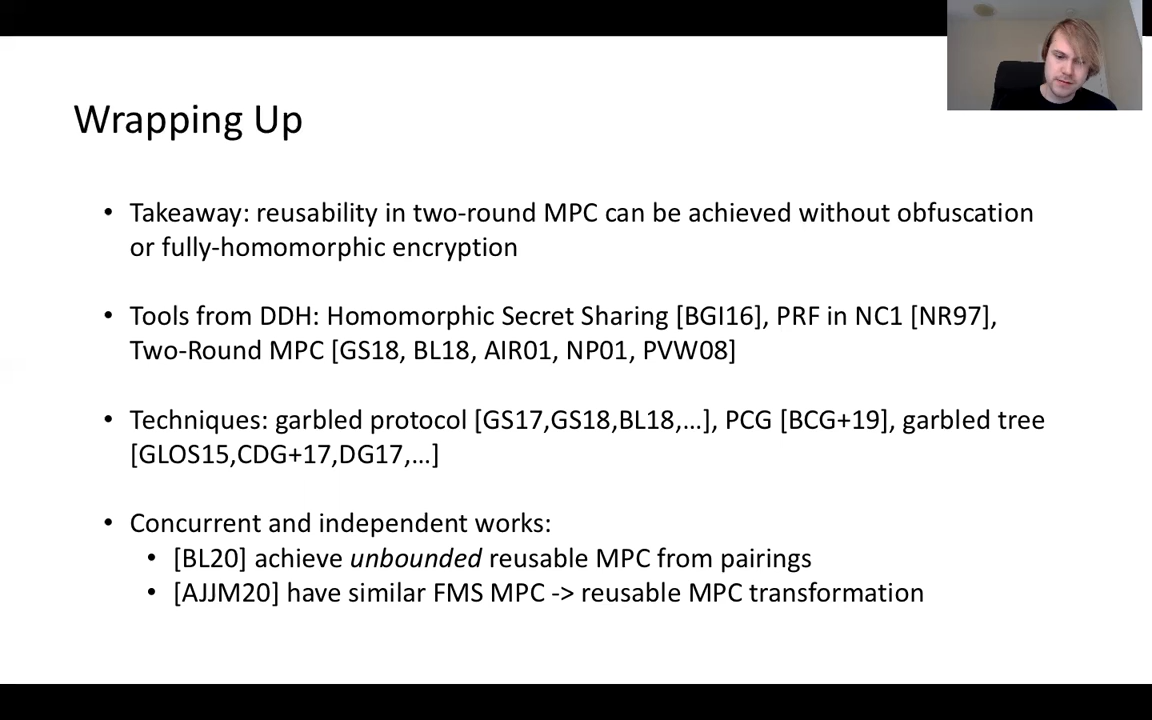 Wrapping Up
• Takeaway: reusability in two-round MPC can be achieved without obfuscation
or fully-homomorphic encryption
• Tools from DDH: Homomorphic Secret Sharing [BGI16], PRF in NC1 [NR97],
Two-Round MPC [GS18, BL18, AIR01, NP01, PVW08]
• Techniques: garbled protocol [GS17,GS18,BL18,...], PCG [BCG+19], garbled tree
[GLOS15,CDG+17,DG17,...]
• Concurrent and independent works:
• [BL20] achieve unbounded reusable MPC from pairings
• [AJJM20] have similar FMS MPC -> reusable MPC transformation